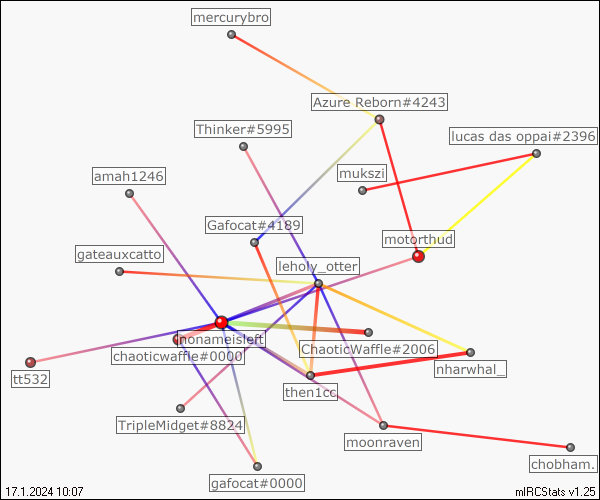 mercurybro
Azure Reborn#4243
Thinker#5995
lucas das oppai#2396
mukszi
amah1246
Gafocat#4189
motorthud
gateauxcatto
leholy_otter
nonameisleft
ChaoticWaffle#2006
chaoticwaffle#0000
nharwhal_
tt532
then1cc
TripleMidget#8824
moonraven
chobham.
gafocat#0000
17.1.2024 10:07
mIRCStats v1.25